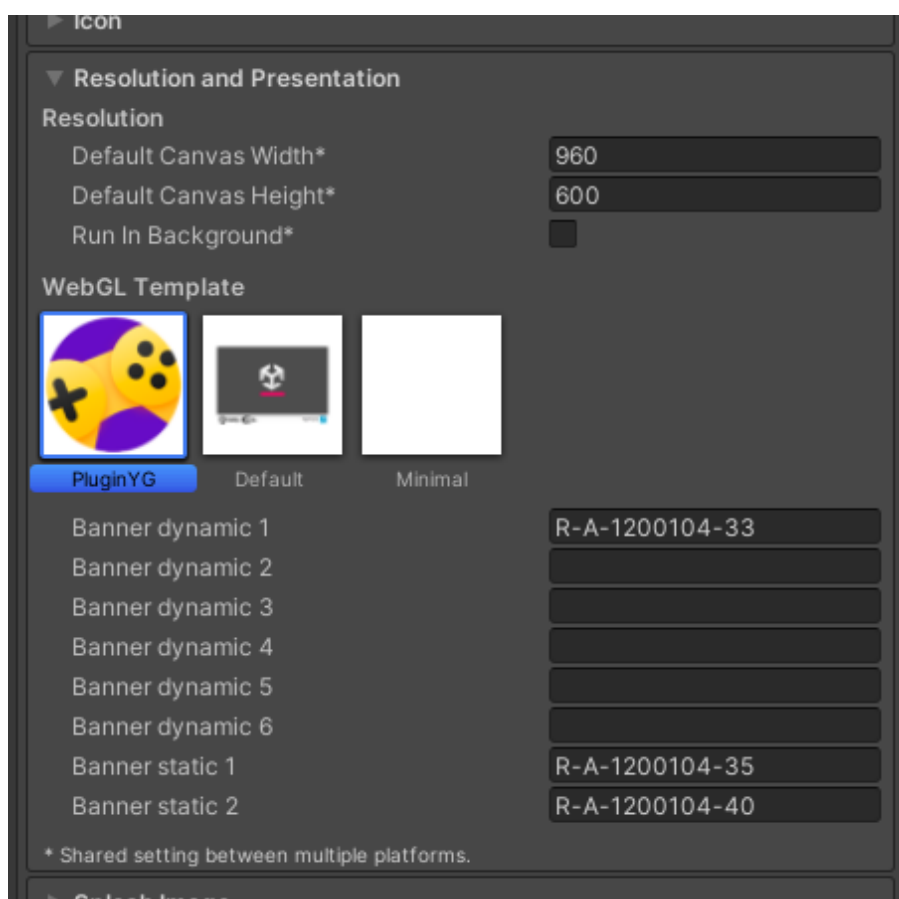 Icon
Resolution and Presentation
Resolution
Default Canvas Width* 960
Default Canvas Height* 600
Run In Background*
WebGL Template
PluginYG Default Minimal
Banner dynamic 1 R-A-1200104-33
Banner dynamic 2
Banner dynamic 3
Banner dynamic 4
Banner dynamic 5
Banner dynamic 6
Banner static 1 R-A-1200104-35
Banner static 2 R-A-1200104-40
* Shared setting between multiple platforms.
Splash Image